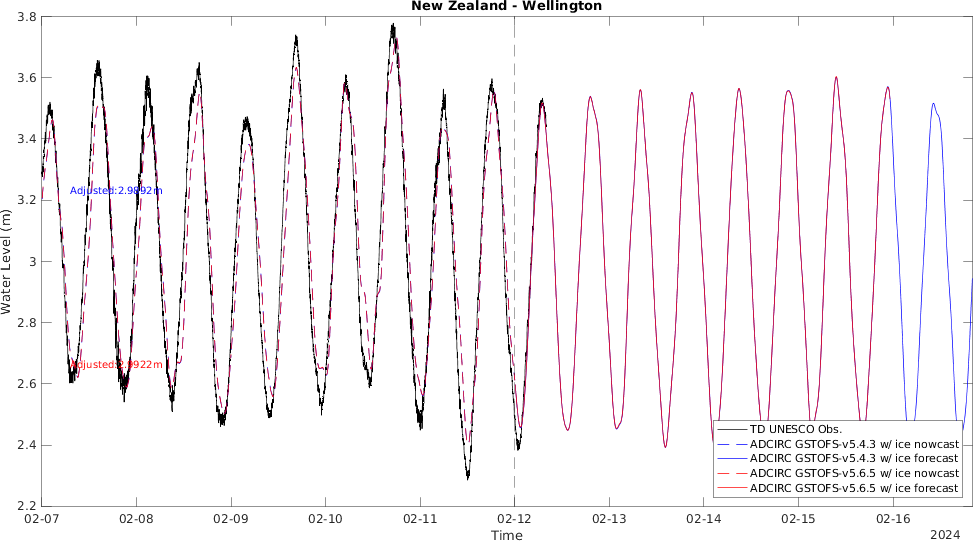 New Zealand - Wellington
3.8
3.6
3.4
3.2
3
2.8
2.6
2.4
2.2
Water Level (m)
Adjusted:2.9892m
Adjusted:2.9922m
TD UNESCO Obs.
ADCIRC GSTOFS-v5.4.3 w/ ice nowcast
ADCIRC GSTOFS-v5.4.3 w/ ice forecast
ADCIRC GSTOFS-v5.6.5 w/ ice nowcast
ADCIRC GSTOFS-v5.6.5 w/ ice forecast
02-07 02-08 02-09 02-10 02-11 02-12 02-13 02-14 02-15 02-16
Time
2024